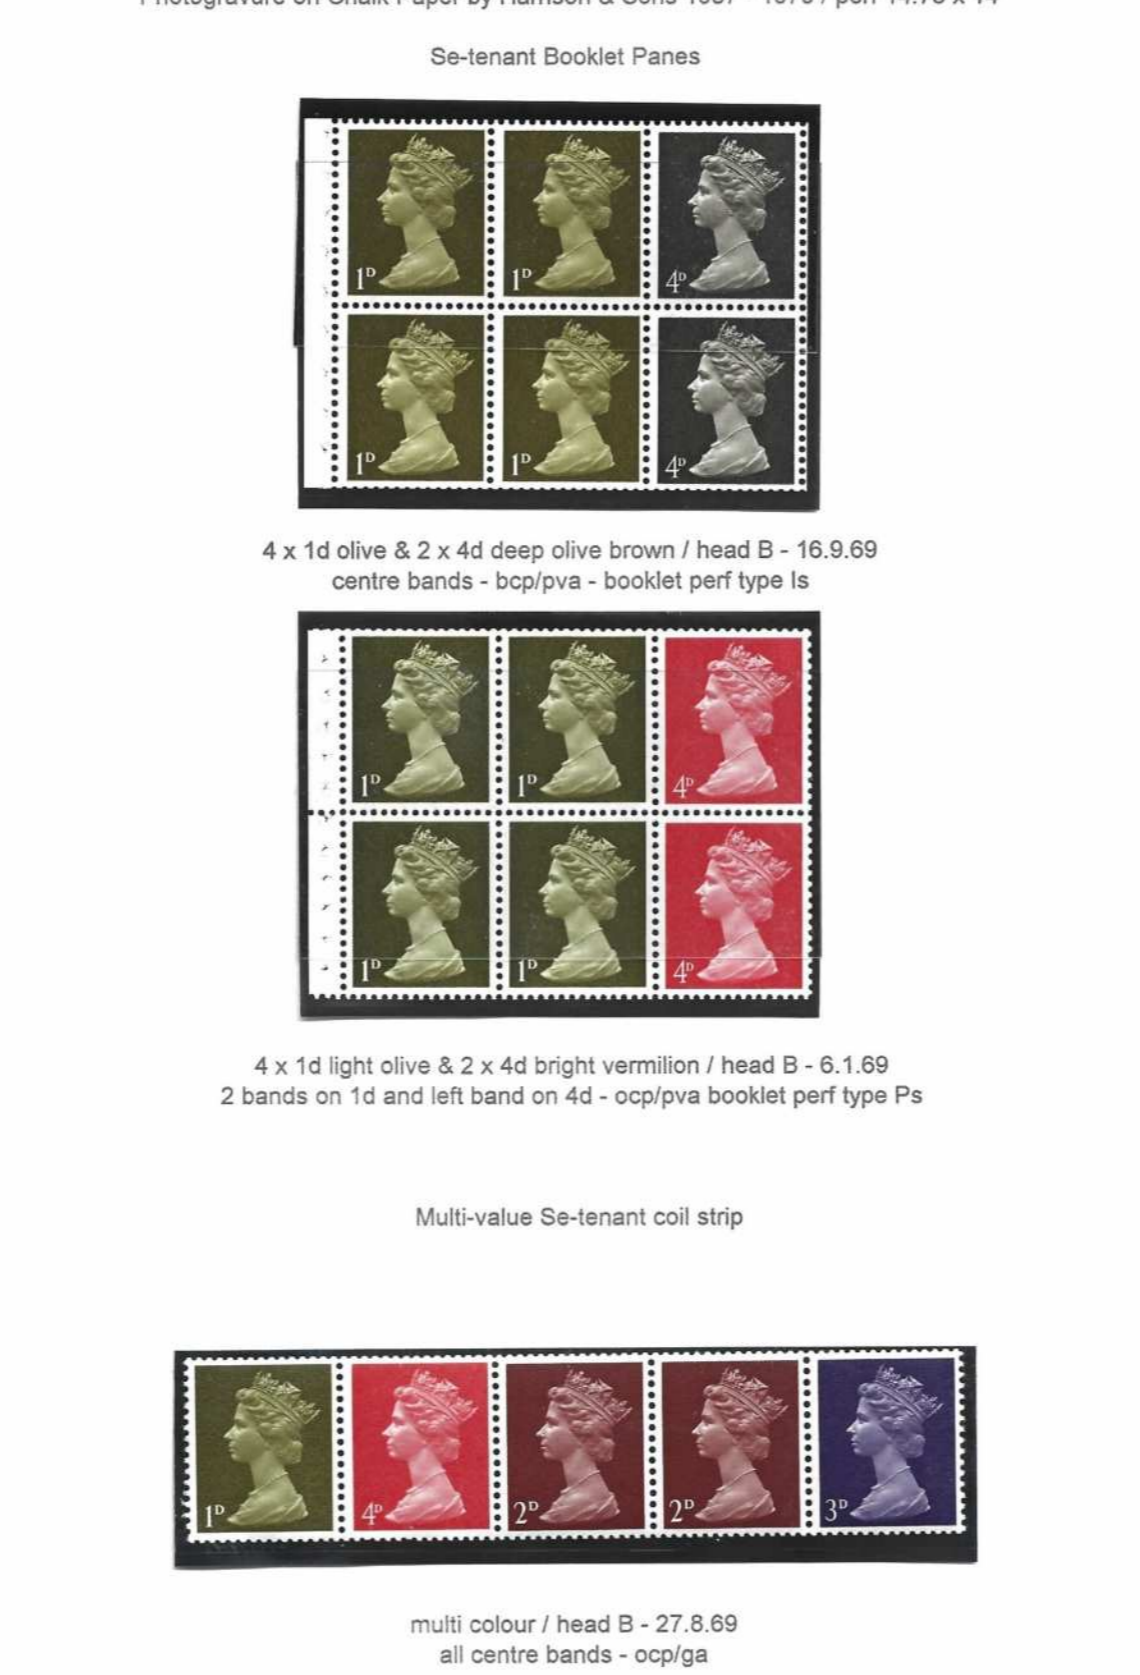 Se-tenant Booklet Panes
1D 1D 4D
1D 1D 4D
4 x 1d olive & 2 x 4d deep olive brown / head B - 16.9.69
centre bands - bcp/pva - booklet perf type Is
1D 1D 4D
1D 1D 4D
4 x 1d light olive & 2 x 4d bright vermilion / head B - 6.1.69
2 bands on 1d and left band on 4d - ocp/pva booklet perf type Ps
Multi-value Se-tenant coil strip
1D 4D 2D 2D 3D
multi colour / head B - 27.8.69
all centre bands - ocp/ga